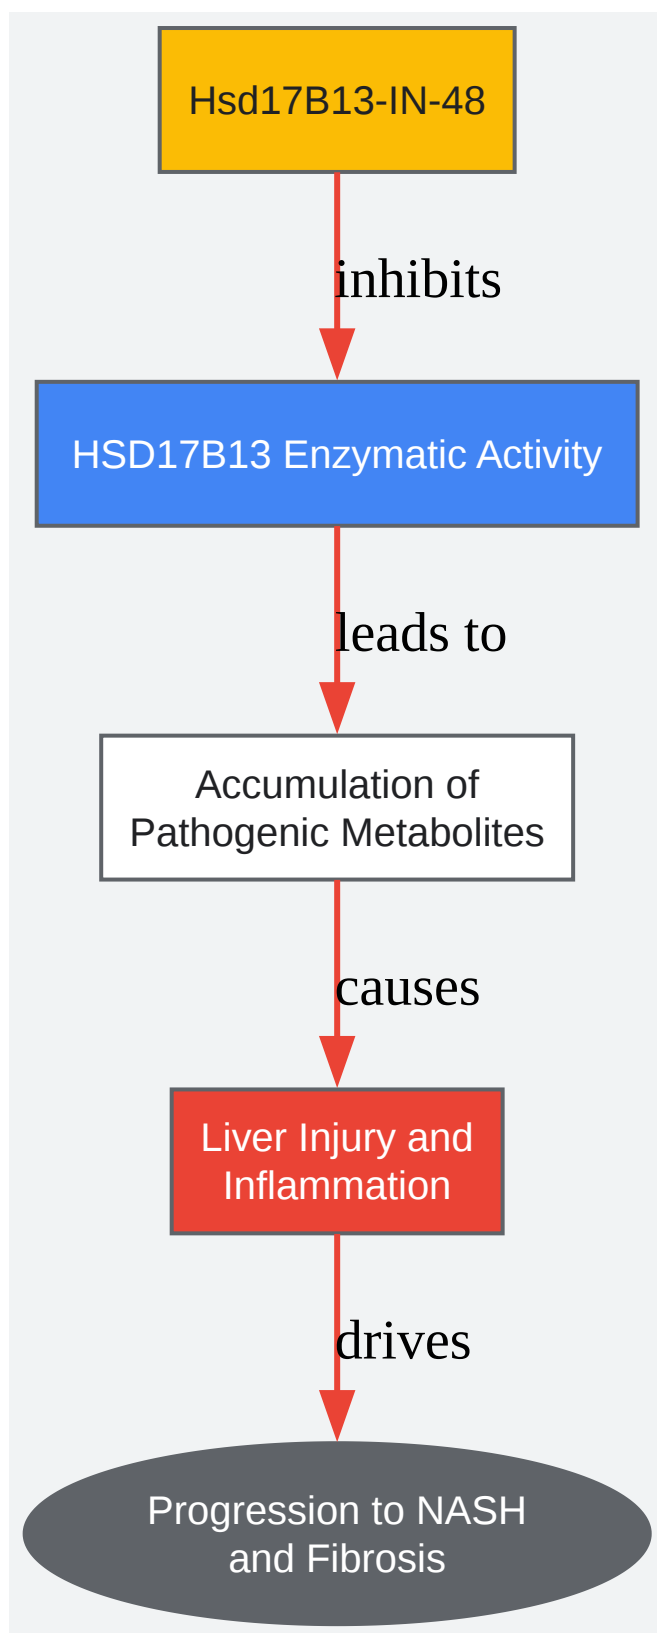 Hsd17B13-IN-48
inhibits
HSD17B13 Enzymatic Activity
leads to
Accumulation of
Pathogenic Metabolites
causes
Liver Injury and
Inflammation
drives
Progression to NASH
and Fibrosis